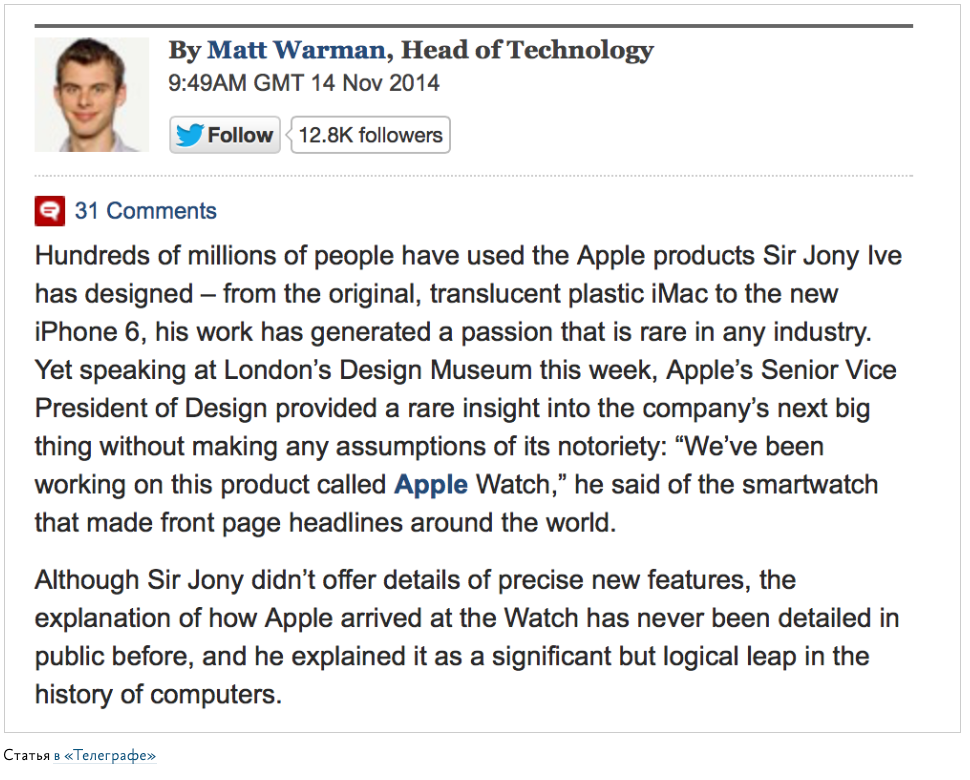 By Matt Warman, Head of Technology
9:49AM GMT 14 Nov 2014
Follow 12.8K followers
31 Comments
Hundreds of millions of people have used the Apple products Sir Jony Ive
has designed – from the original, translucent plastic iMac to the new
iPhone 6, his work has generated a passion that is rare in any industry.
Yet speaking at London’s Design Museum this week, Apple’s Senior Vice
President of Design provided a rare insight into the company’s next big
thing without making any assumptions of its notoriety: “We’ve been
working on this product called Apple Watch,” he said of the smartwatch
that made front page headlines around the world.
Although Sir Jony didn’t offer details of precise new features, the
explanation of how Apple arrived at the Watch has never been detailed in
public before, and he explained it as a significant but logical leap in the
history of computers.
Статья в «Телеграфе»